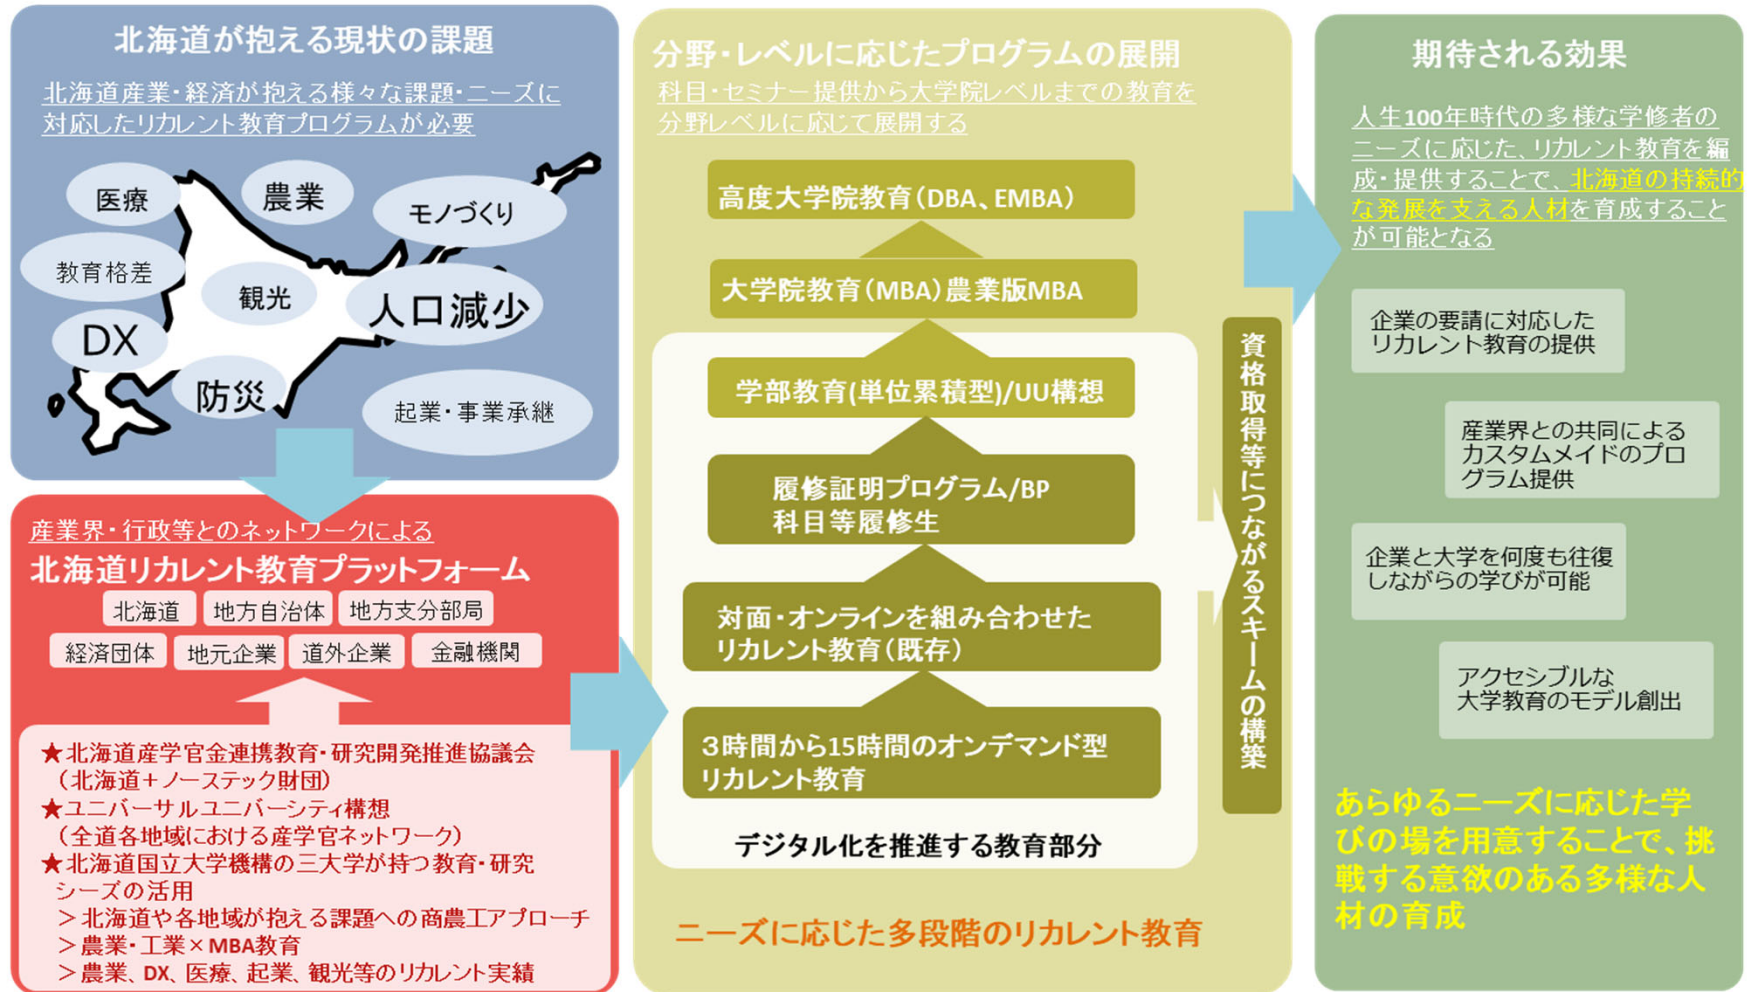 北海道が抱える現状の課題
北海道産業・経済が抱える様々な課題・ニーズに
対応したリカレント教育プログラムが必要
医療
農業
モノづくり
教育格差
観光
人口減少
DX
防災
起業・事業承継
産業界・行政等とのネットワークによる
北海道リカレント教育プラットフォーム
北海道
地方自治体
地方支分部局
経済団体
地元企業
道外企業
金融機関
★北海道産学官金連携教育・研究開発推進協議会
（北海道＋ノーステック財団）
★ユニバーサルユニバーシティ構想
（全道各地域における産学官ネットワーク）
★北海道国立大学機構の三大学が持つ教育・研究
シーズの活用
＞北海道や各地域が抱える課題への商農工アプローチ
＞農業・工業×MBA教育
＞農業、DX、医療、起業、観光等のリカレント実績
分野・レベルに応じたプログラムの展開
科目・セミナー提供から大学院レベルまでの教育を
分野レベルに応じて展開する
高度大学院教育（DBA、EMBA）
大学院教育（MBA）農業版MBA
学部教育(単位累積型)/UU構想
履修証明プログラム/BP
科目等履修生
対面・オンラインを組み合わせた
リカレント教育（既存）
３時間から15時間のオンデマンド型
リカレント教育
デジタル化を推進する教育部分
ニーズに応じた多段階のリカレント教育
資格取得等につながるスキームの構築
期待される効果
人生100年時代の多様な学修者の
ニーズに応じた、リカレント教育を編
成・提供することで、北海道の持続的
な発展を支える人材を育成すること
が可能となる
企業の要請に対応した
リカレント教育の提供
産業界との共同による
カスタムメイドのプロ
グラム提供
企業と大学を何度も往復
しながらの学びが可能
アクセシブルな
大学教育のモデル創出
あらゆるニーズに応じた学
びの場を用意することで、挑
戦する意欲のある多様な人
材の育成